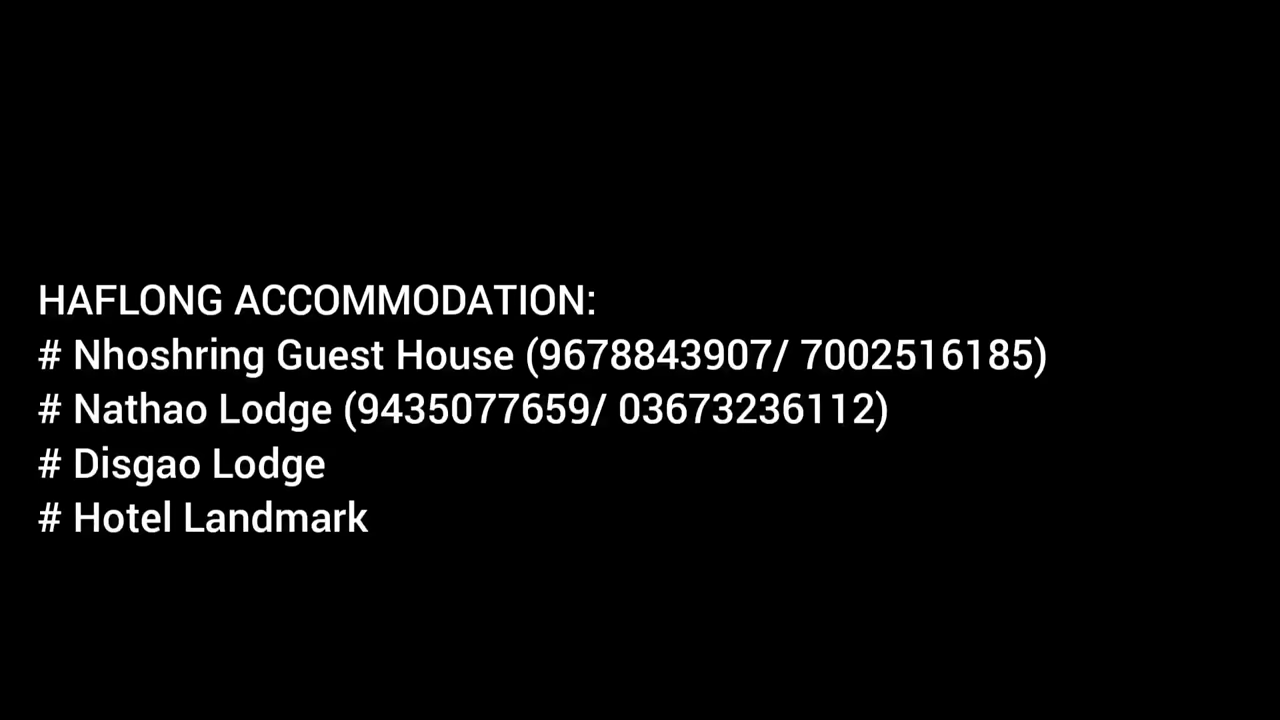 HAFLONG ACCOMMODATION:
# Nhoshring Guest House (9678843907/ 7002516185)
# Nathao Lodge (9435077659/ 03673236112)
# Disgao Lodge
# Hotel Landmark